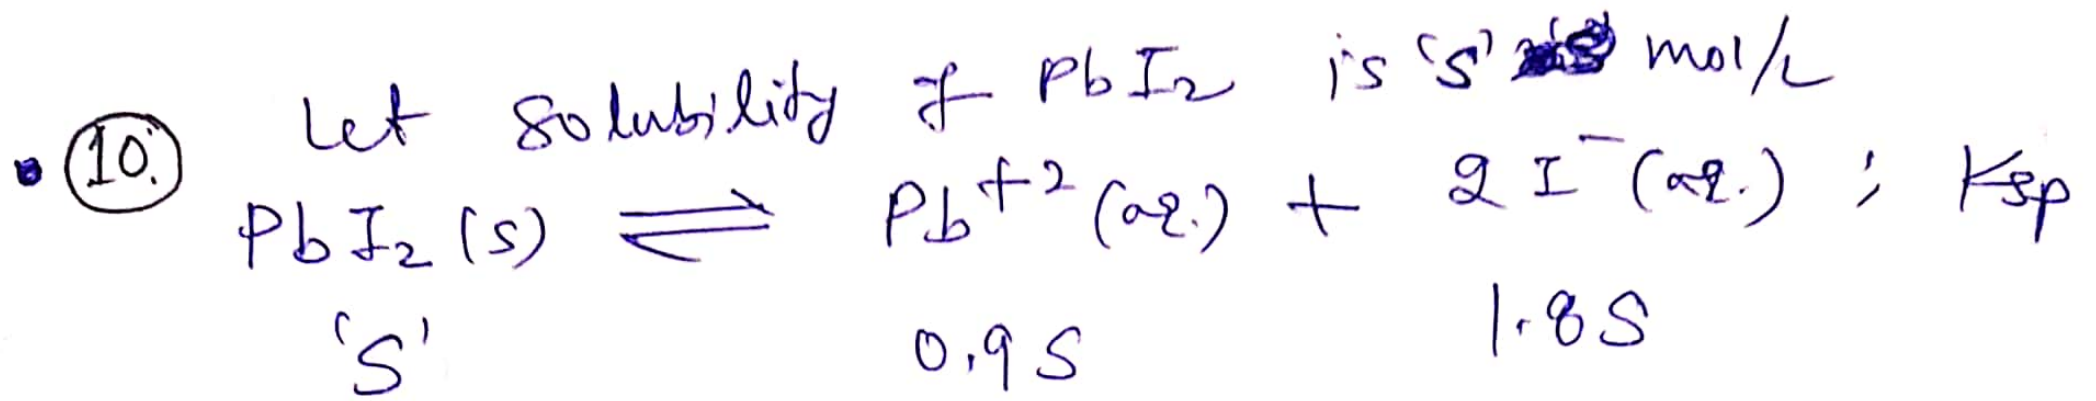 10. Let solubility of PbI₂ is 'S' mol/L
PbI₂ (s) ⇌ Pb⁺² (aq.) + 2 I⁻ (aq.) ; Ksp
'S' 0.9 S 1.8 S